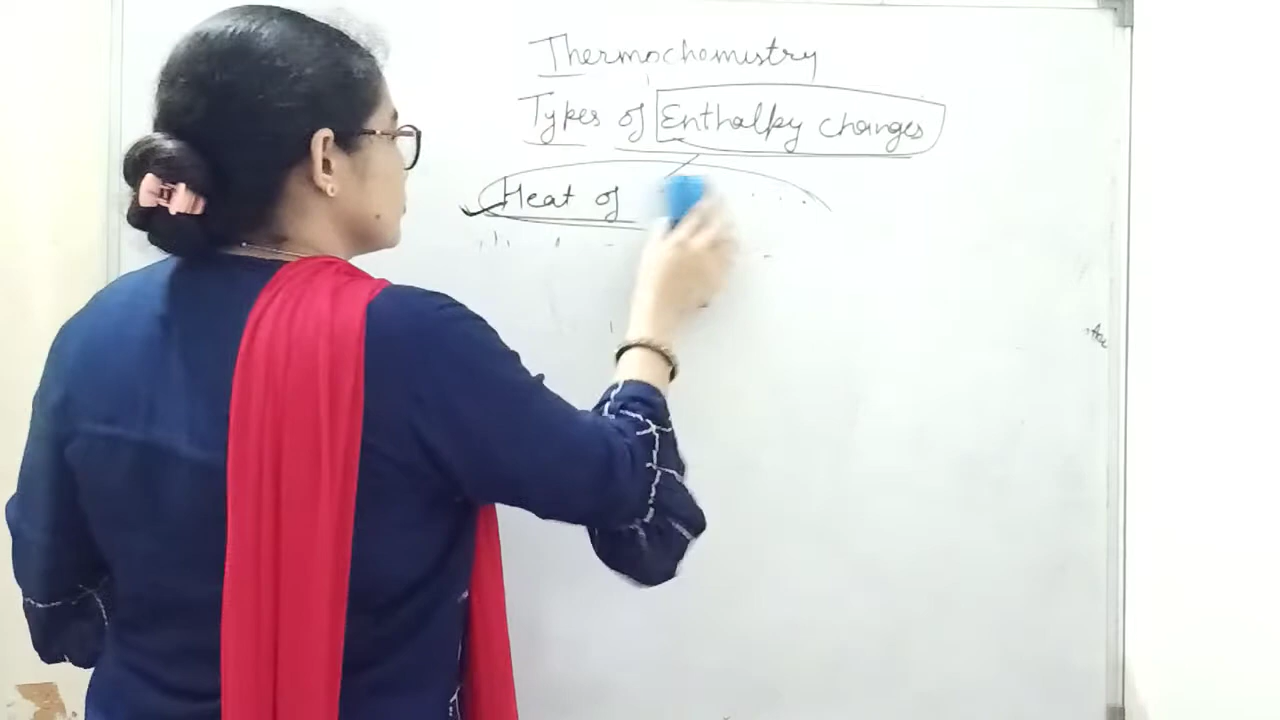 Thermochemistry
Types of Enthalpy changes
Heat of